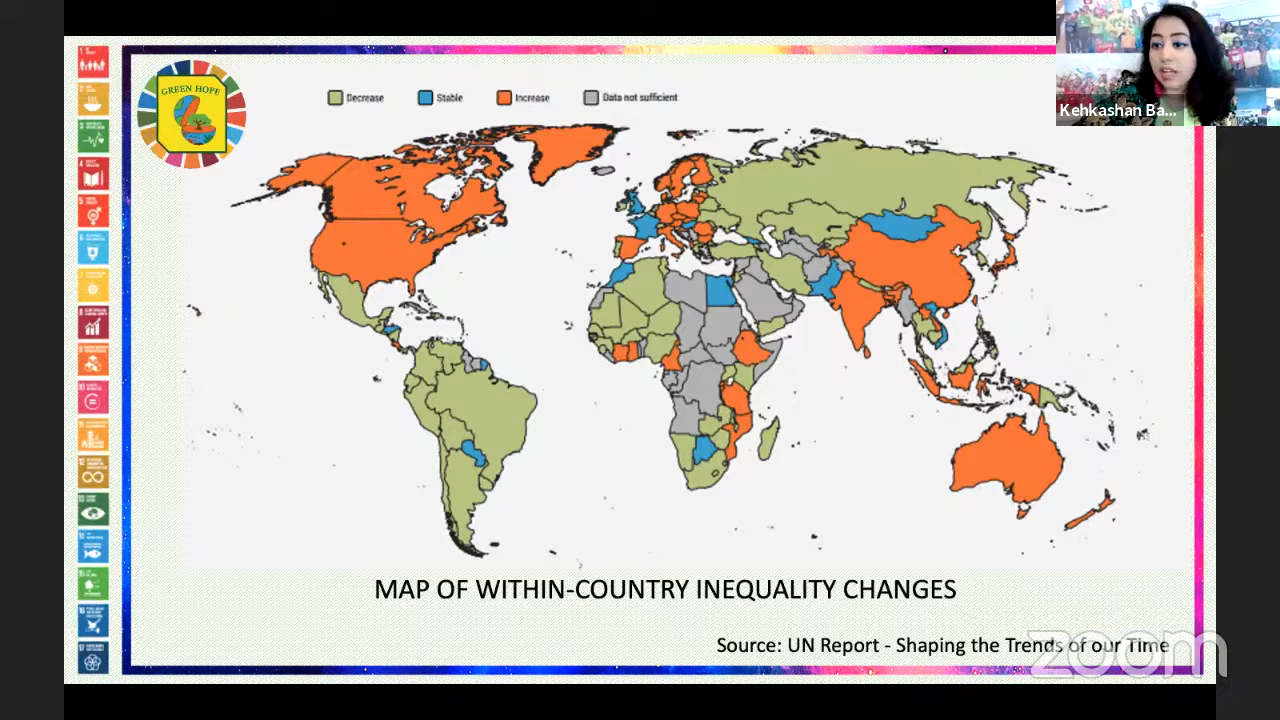 GREEN HOPE
Decrease
Stable
Increase
Data not sufficient
Kehkashan Ba...
MAP OF WITHIN-COUNTRY INEQUALITY CHANGES
Source: UN Report - Shaping the Trends of our Time
zoom